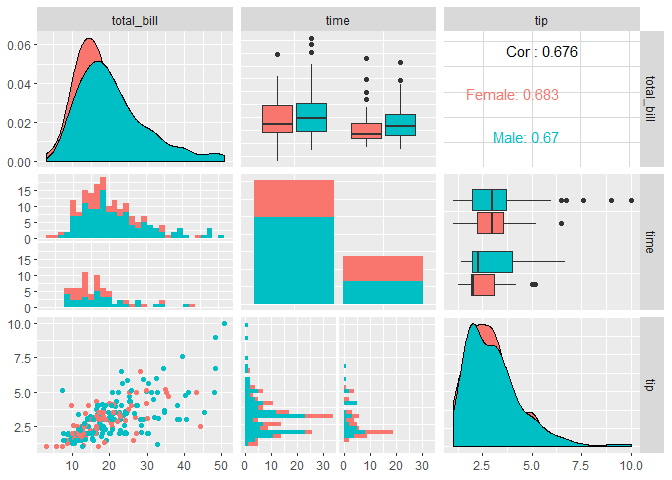 total_bill
time
tip
0.06
0.04
0.02
0.00
Cor : 0.676
Female: 0.683
Male: 0.67
total_bill
15
10
5
0
15
10
5
0
time
10.0
7.5
5.0
2.5
tip
10 20 30 40 50
0 10 20 30 0 10 20 30
2.5 5.0 7.5 10.0